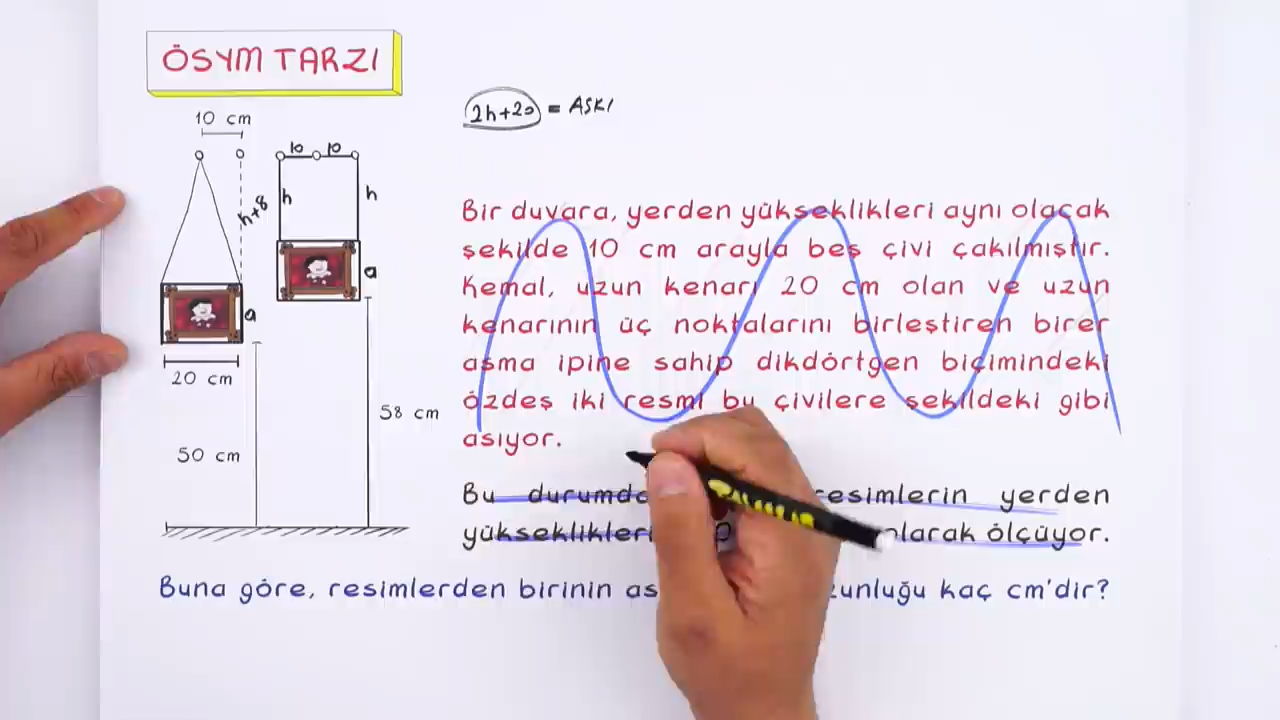 ÖSYM TARZI
2h+20 = ASKI
10 cm
10 10
h+8
h
h
a
a
20 cm
58 cm
50 cm
Bir duvara, yerden yükseklikleri aynı olacak
şekilde 10 cm arayla beş çivi çakılmıştır.
Kemal, uzun kenarı 20 cm olan ve uzun
kenarının üç noktalarını birleştiren birer
asma ipine sahip dikdörtgen biçimindeki
özdeş iki resmi bu çivilere şekildeki gibi
asıyor.
Bu resimlerin yerden
yükseklikleri olarak ölçüyor.
Buna göre, resimlerden birinin kaç cm'dir?